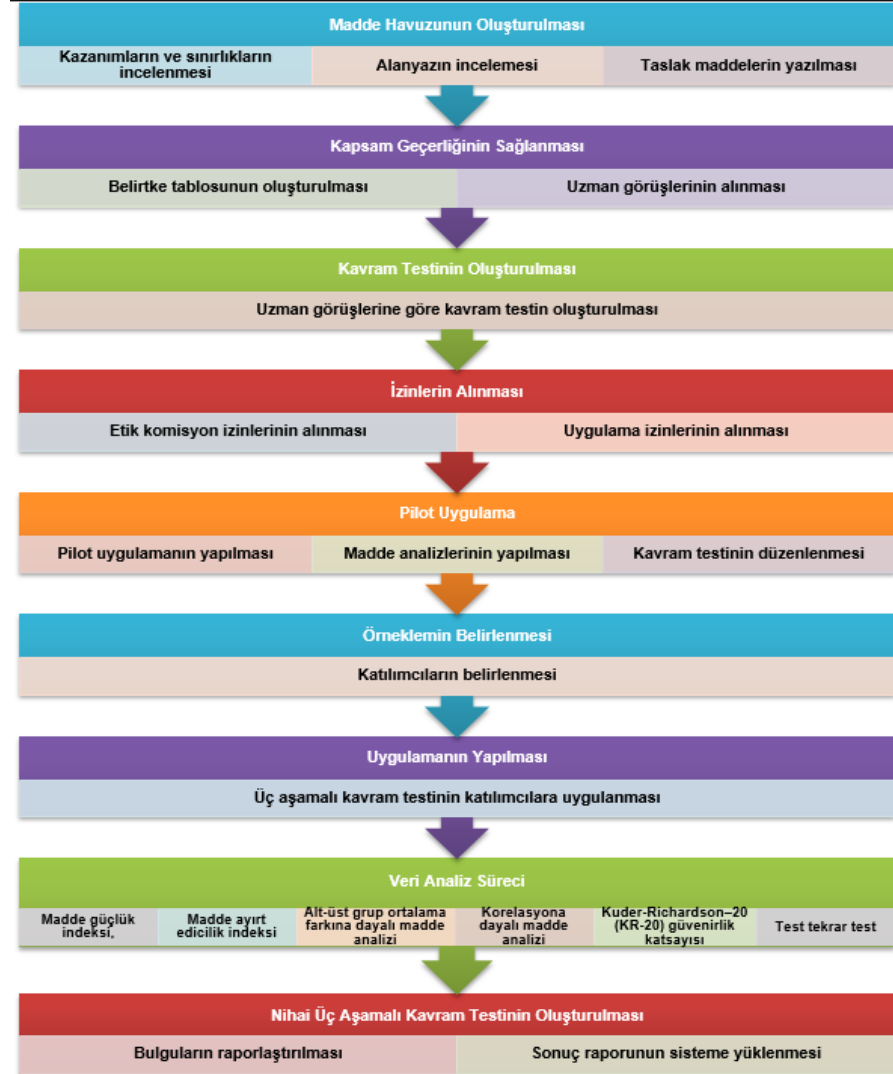 Madde Havuzunun Oluşturulması
Kazanımların ve sınırlıkların
incelenmesi
Alanyazın incelemesi
Taslak maddelerin yazılması
Kapsam Geçerliğinin Sağlanması
Belirtke tablosunun oluşturulması
Uzman görüşlerinin alınması
Kavram Testinin Oluşturulması
Uzman görüşlerine göre kavram testin oluşturulması
İzinlerin Alınması
Etik komisyon izinlerinin alınması
Uygulama izinlerinin alınması
Pilot Uygulama
Pilot uygulamanın yapılması
Madde analizlerinin yapılması
Kavram testinin düzenlenmesi
Örneklemin Belirlenmesi
Katılımcıların belirlenmesi
Uygulamanın Yapılması
Üç aşamalı kavram testinin katılımcılara uygulanması
Veri Analiz Süreci
Madde güçlük
indeksi,
Madde ayırt
edicilik indeksi
Alt-üst grup ortalama
farkına dayalı madde
analizi
Korelasyona
dayalı madde
analizi
Kuder-Richardson–20
(KR-20) güvenirlik
katsayısı
Test tekrar test
Nihai Üç Aşamalı Kavram Testinin Oluşturulması
Bulguların raporlaştırılması
Sonuç raporunun sisteme yüklenmesi